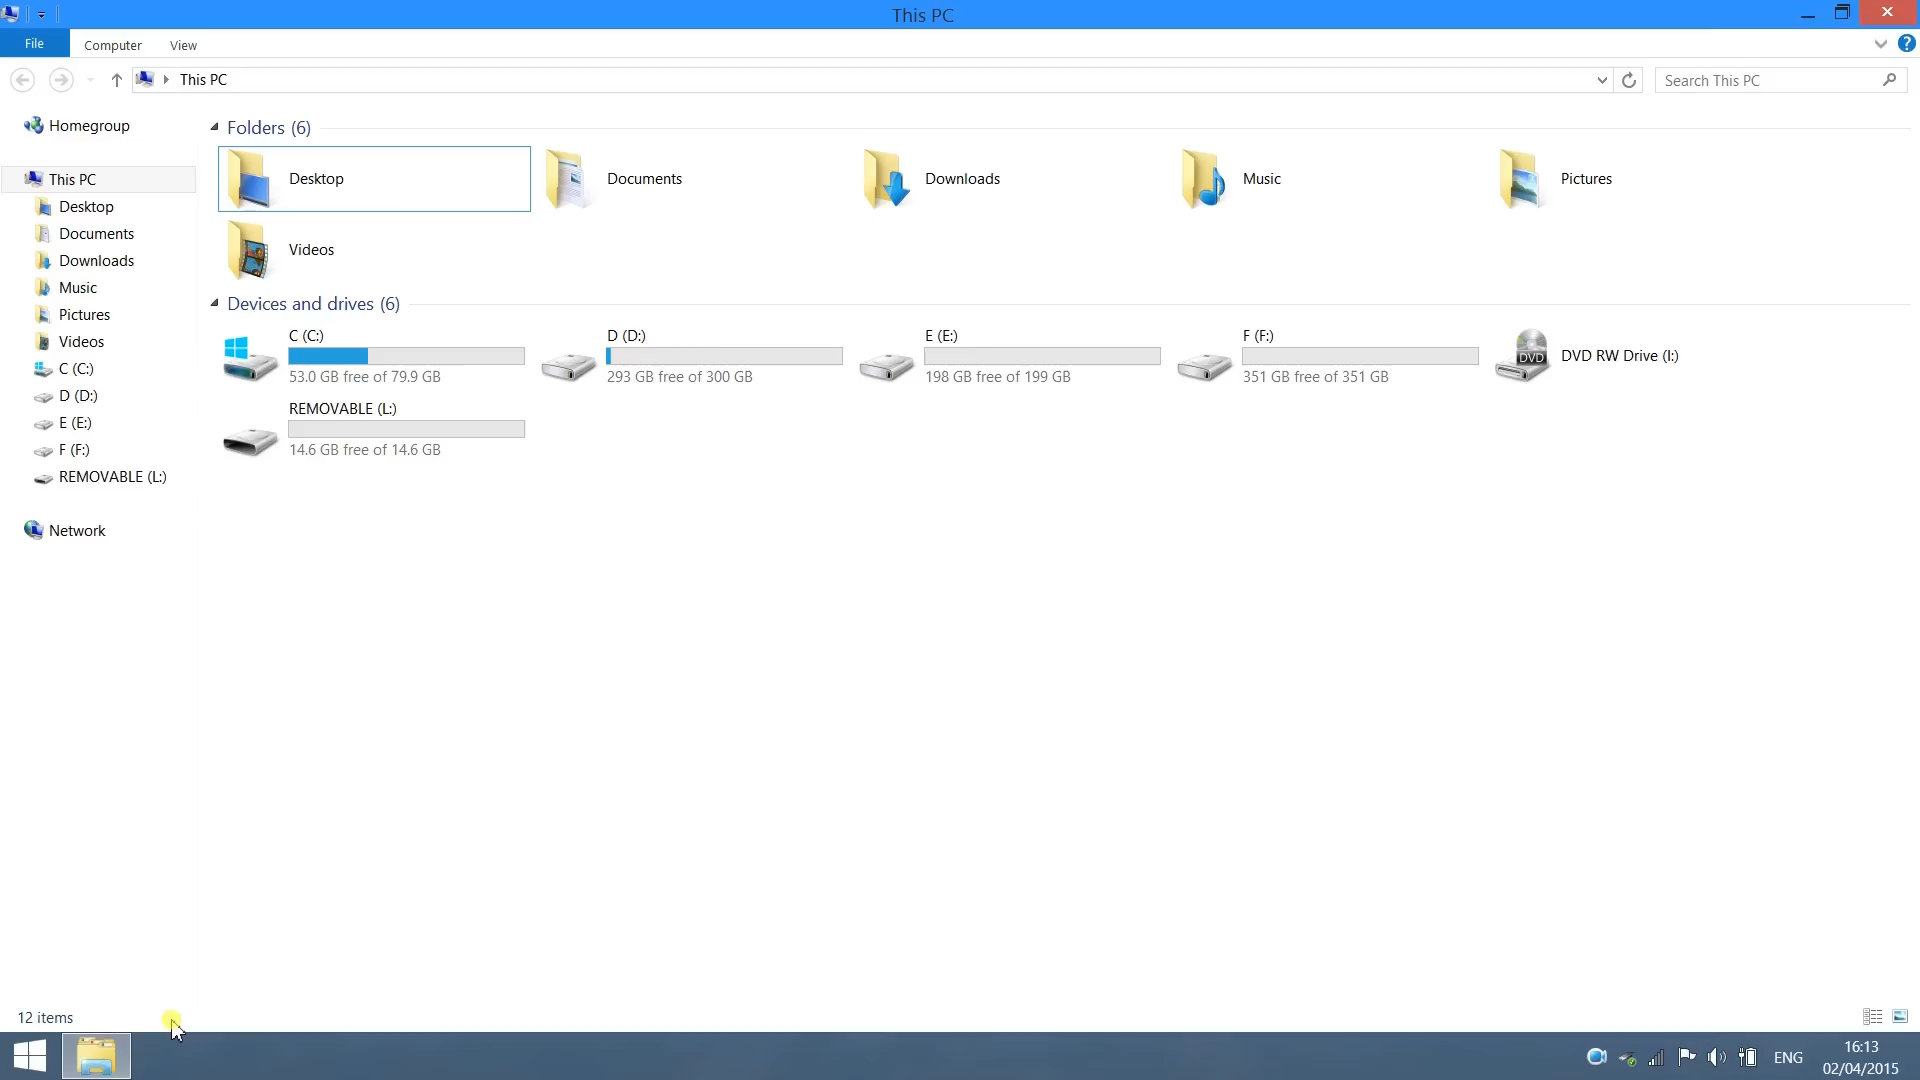 This PC
File Computer View
This PC
Search This PC
Homegroup
This PC
Desktop
Documents
Downloads
Music
Pictures
Videos
C (C:)
D (D:)
E (E:)
F (F:)
REMOVABLE (L:)
Network
Folders (6)
Desktop Documents Downloads Music Pictures
Videos
Devices and drives (6)
C (C:)
53.0 GB free of 79.9 GB
D (D:)
293 GB free of 300 GB
E (E:)
198 GB free of 199 GB
F (F:)
351 GB free of 351 GB
DVD
DVD RW Drive (I:)
REMOVABLE (L:)
14.6 GB free of 14.6 GB
12 items
ENG
16:13
02/04/2015